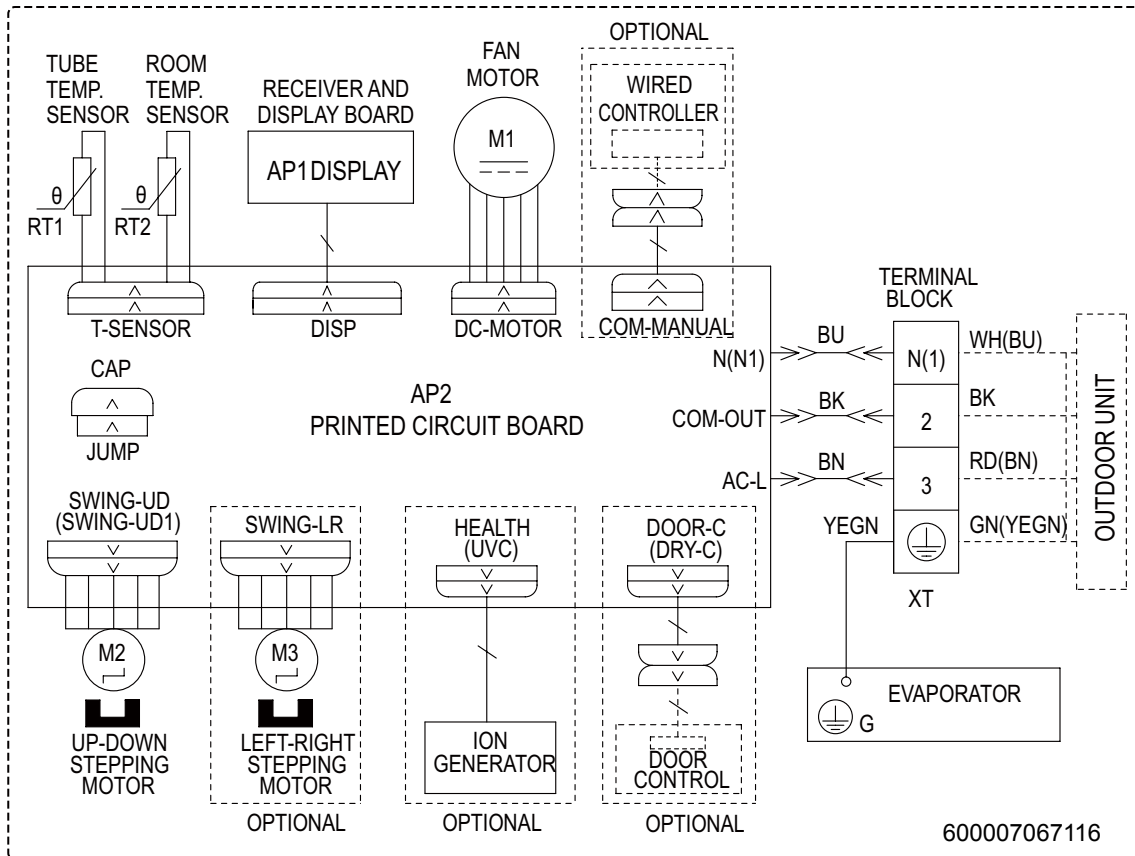 OPTIONAL
TUBE
TEMP.
SENSOR
ROOM
TEMP.
SENSOR
RECEIVER AND
DISPLAY BOARD
FAN
MOTOR
WIRED
CONTROLLER
AP1 DISPLAY
M1
θ
RT1
θ
RT2
T-SENSOR
DISP
DC-MOTOR
COM-MANUAL
TERMINAL
BLOCK
CAP
JUMP
AP2
PRINTED CIRCUIT BOARD
N(N1)
BU
N(1)
WH(BU)
COM-OUT
BK
2
BK
AC-L
BN
3
RD(BN)
YEGN
GN(YEGN)
XT
OUTDOOR UNIT
SWING-UD
(SWING-UD1)
SWING-LR
HEALTH
(UVC)
DOOR-C
(DRY-C)
M2
M3
UP-DOWN
STEPPING
MOTOR
LEFT-RIGHT
STEPPING
MOTOR
ION
GENERATOR
DOOR
CONTROL
EVAPORATOR
G
OPTIONAL
OPTIONAL
OPTIONAL
600007067116